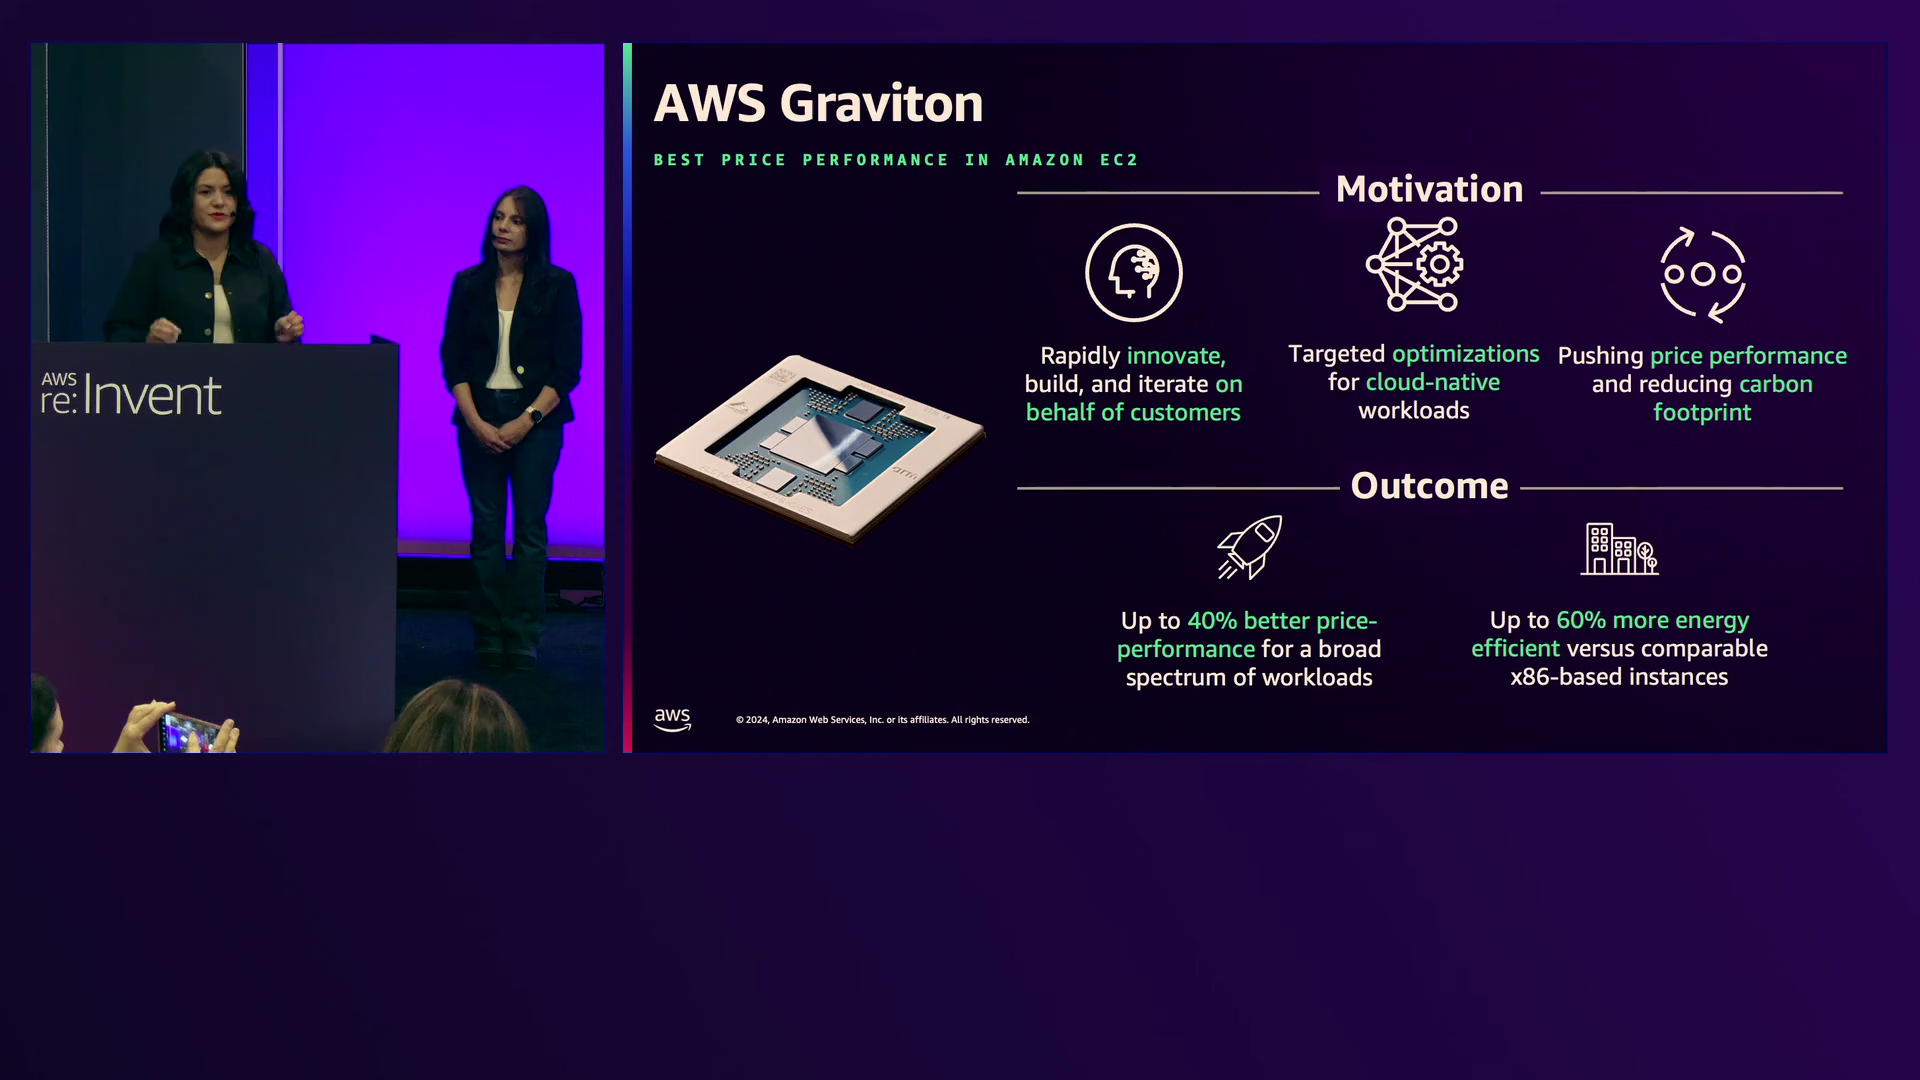 AWS
re:Invent
AWS Graviton
BEST PRICE PERFORMANCE IN AMAZON EC2
Motivation
Rapidly innovate,
build, and iterate on
behalf of customers
Targeted optimizations
for cloud-native
workloads
Pushing price performance
and reducing carbon
footprint
arm
Outcome
Up to 40% better price-
performance for a broad
spectrum of workloads
Up to 60% more energy
efficient versus comparable
x86-based instances
aws
© 2024, Amazon Web Services, Inc. or its affiliates. All rights reserved.